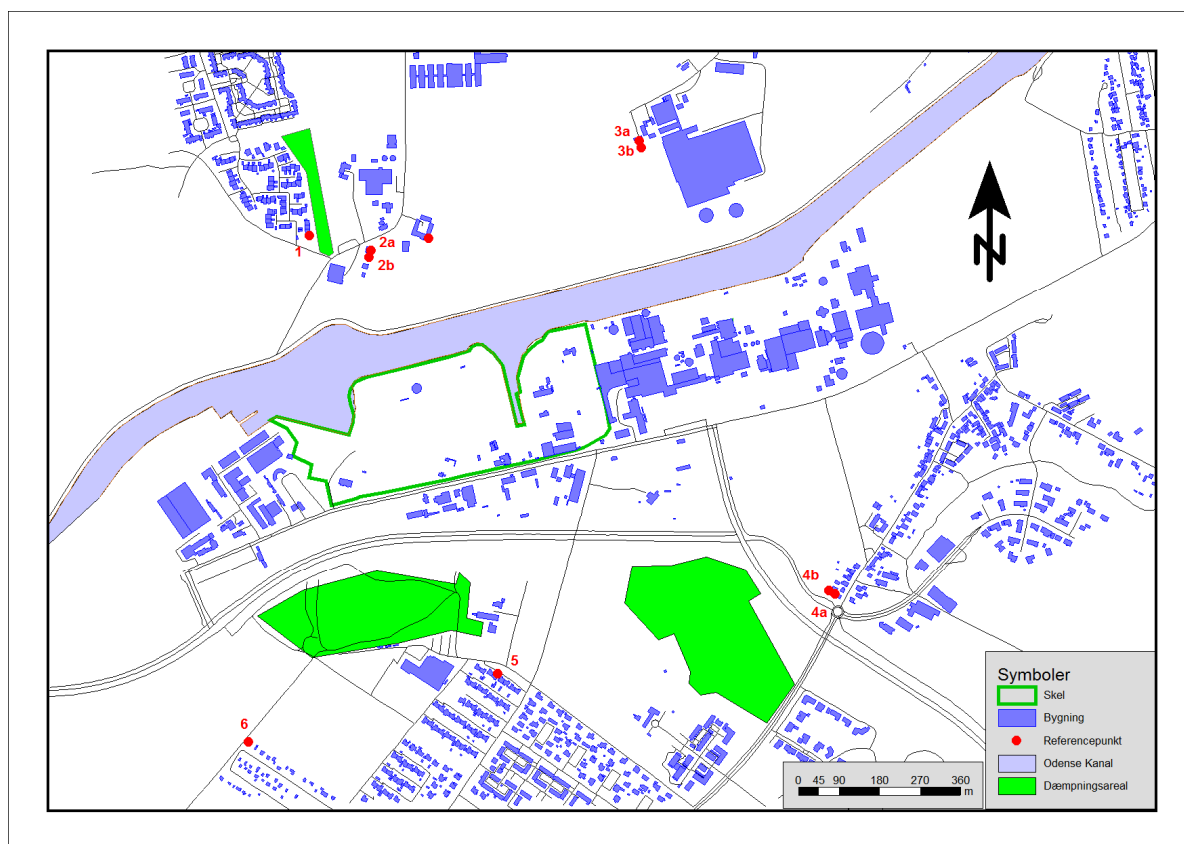 3a
3b
1
2a
2b
N
4b
4a
5
6
Symboler
Skel
Bygning
Referencepunkt
Odense Kanal
Dæmpningsareal
0 45 90 180 270 360
m